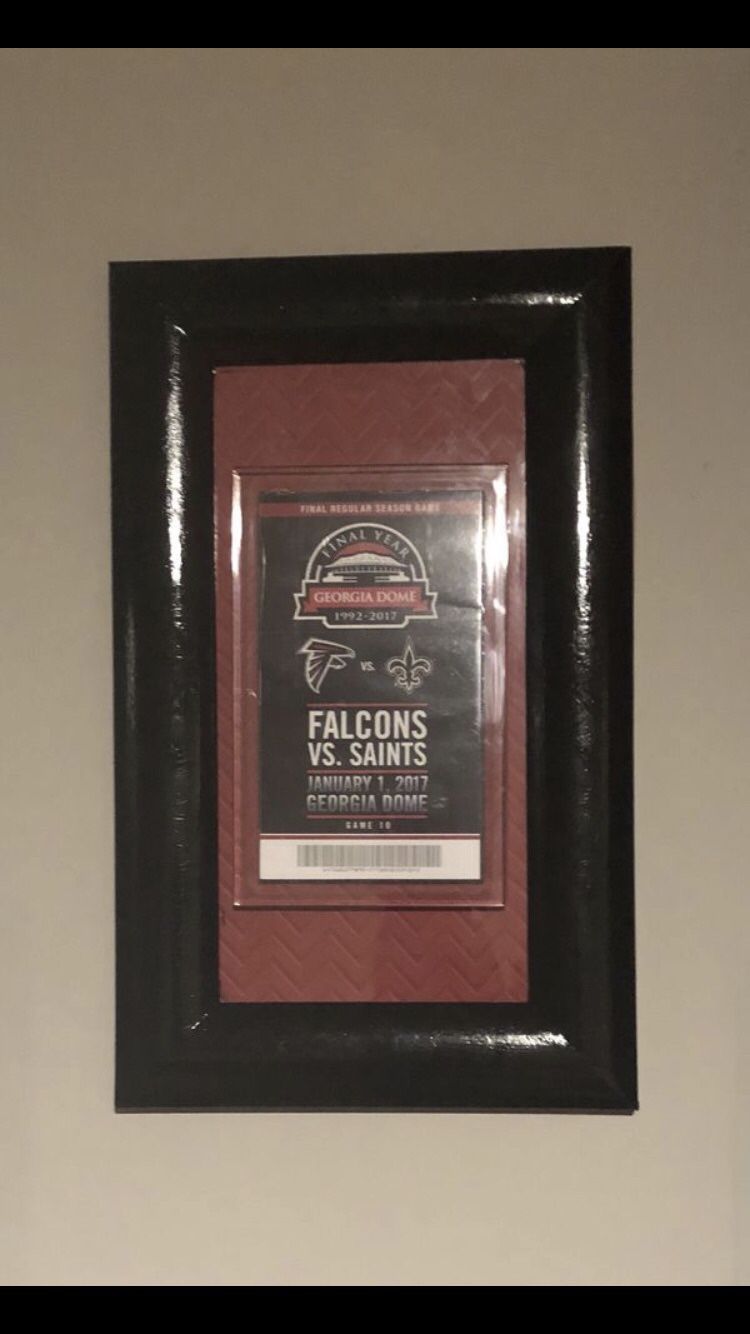 FINAL REGULAR SEASON GAME
FINAL YEAR
GEORGIA DOME
1992-2017
VS.
FALCONS
VS. SAINTS
JANUARY 1, 2017
GEORGIA DOME
GAME 10